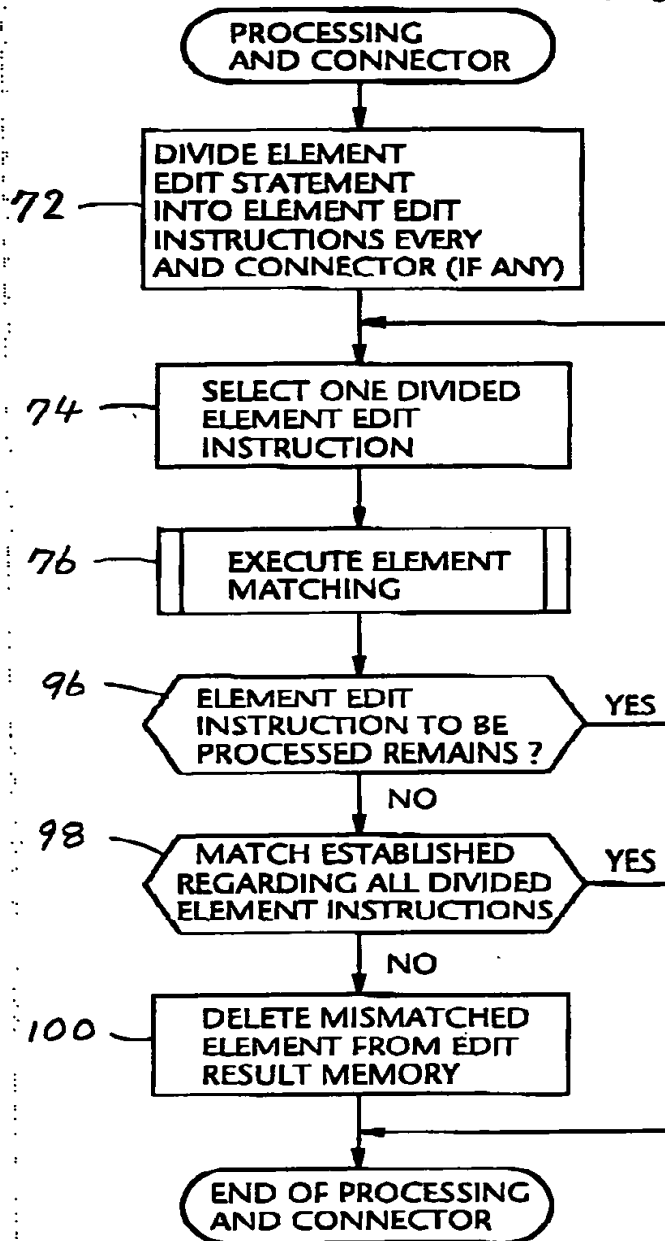 PROCESSING
AND CONNECTOR
72
DIVIDE ELEMENT
EDIT STATEMENT
INTO ELEMENT EDIT
INSTRUCTIONS EVERY
AND CONNECTOR (IF ANY)
74
SELECT ONE DIVIDED
ELEMENT EDIT
INSTRUCTION
76
EXECUTE ELEMENT
MATCHING
96
ELEMENT EDIT
INSTRUCTION TO BE
PROCESSED REMAINS ?
YES
NO
98
MATCH ESTABLISHED
REGARDING ALL DIVIDED
ELEMENT INSTRUCTIONS
YES
NO
100
DELETE MISMATCHED
ELEMENT FROM EDIT
RESULT MEMORY
END OF PROCESSING
AND CONNECTOR